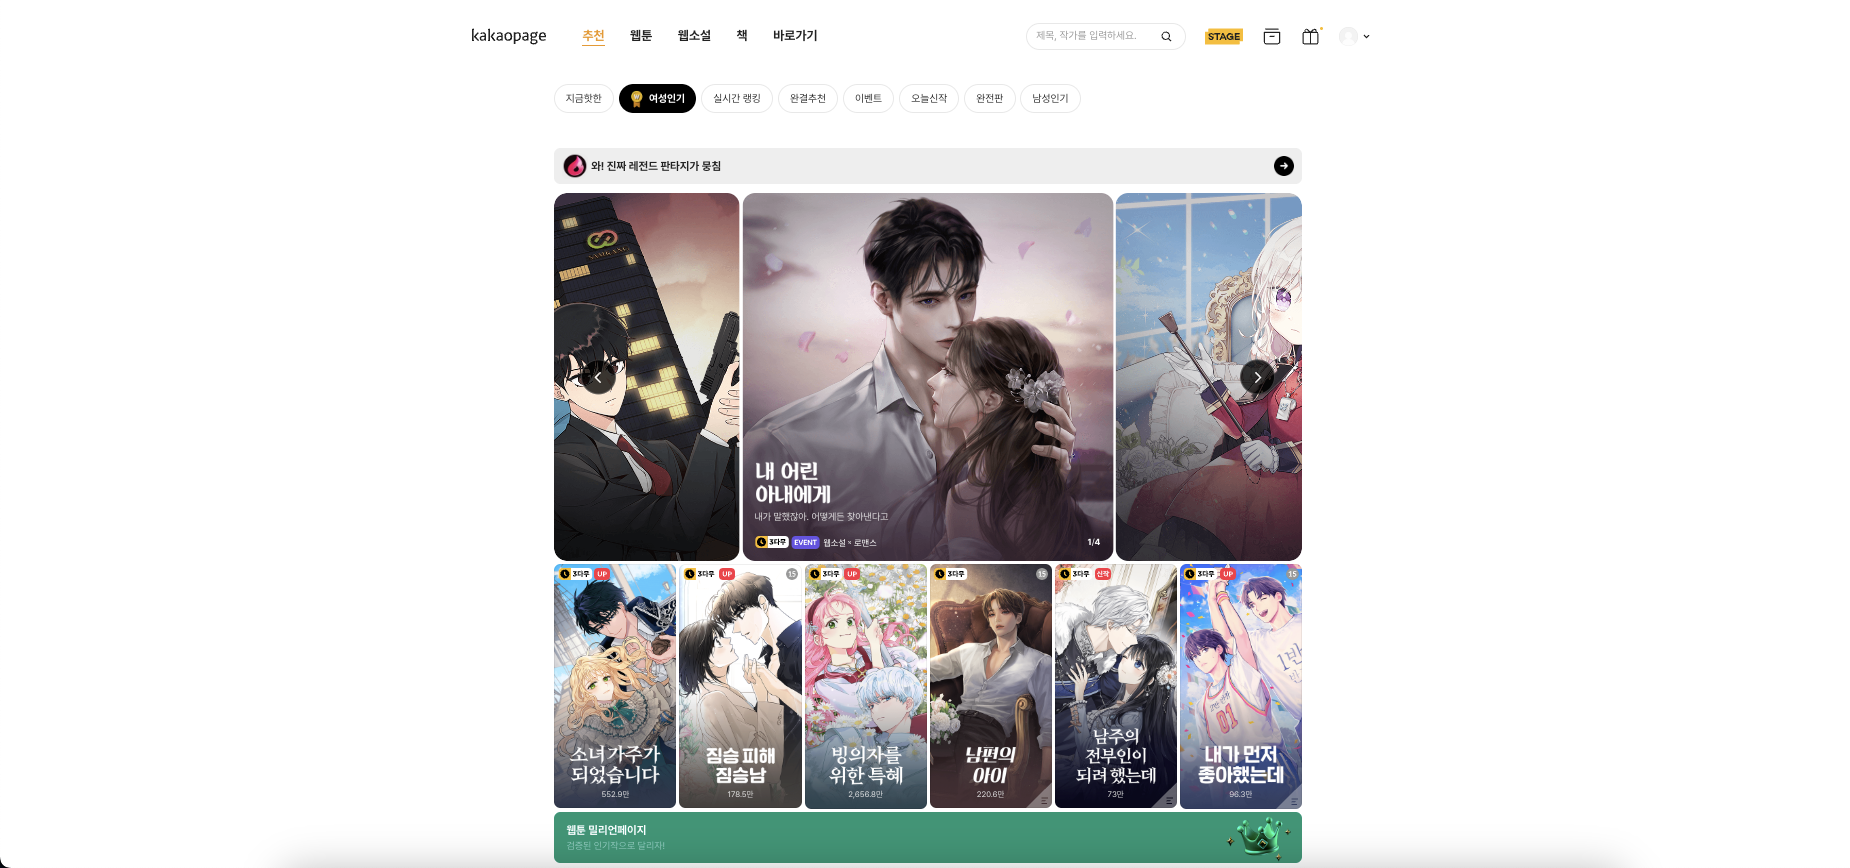 kakaopage
추천
웹툰
웹소설
책
바로가기
제목, 작가를 입력하세요.
STAGE
지금핫한
여성인기
실시간 랭킹
완결추천
이벤트
오늘신작
완전판
남성인기
와! 진짜 레전드 판타지가 뭉침
내 어린
아내에게
내가 말했잖아. 어떻게든 찾아낸다고
3다무 EVENT 웹소설 · 로맨스
1/4
3다무 UP
소녀 가주가
되었습니다
552.9만
3다무 UP
15
짐승 피해
짐승남
178.5만
3다무 UP
빙의자를
위한 특혜
2,656.8만
3다무
15
남편의
아이
220.6만
3다무 신작
남주의
전부인이
되려 했는데
73만
3다무 UP
15
1반
01
내가 먼저
좋아했는데
96.3만
웹툰 밀리언페이지
검증된 인기작으로 달리자!